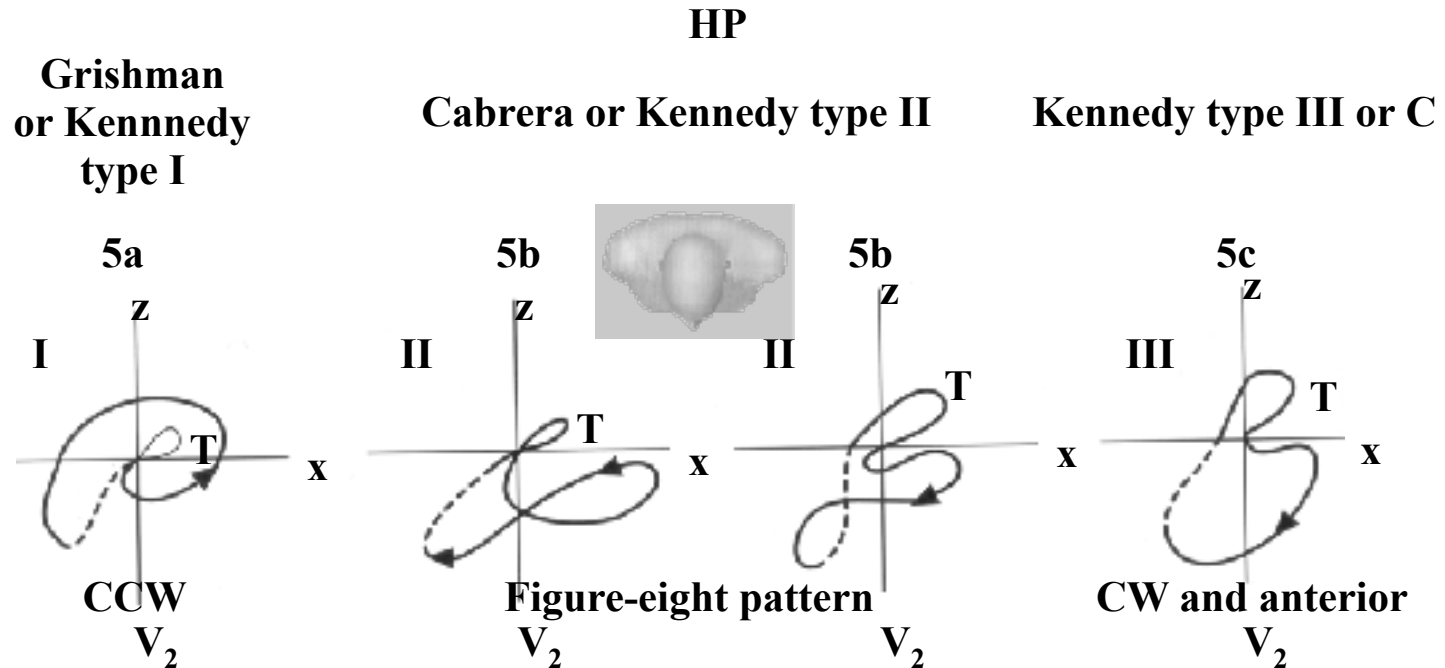 HP
Grishman
or Kennnedy
type I
Cabrera or Kennedy type II
Kennedy type III or C
5a
5b
5b
5c
z
z
z
z
I
II
II
III
T
T
T
T
x
x
x
x
CCW
Figure-eight pattern
CW and anterior
V₂
V₂
V₂
V₂